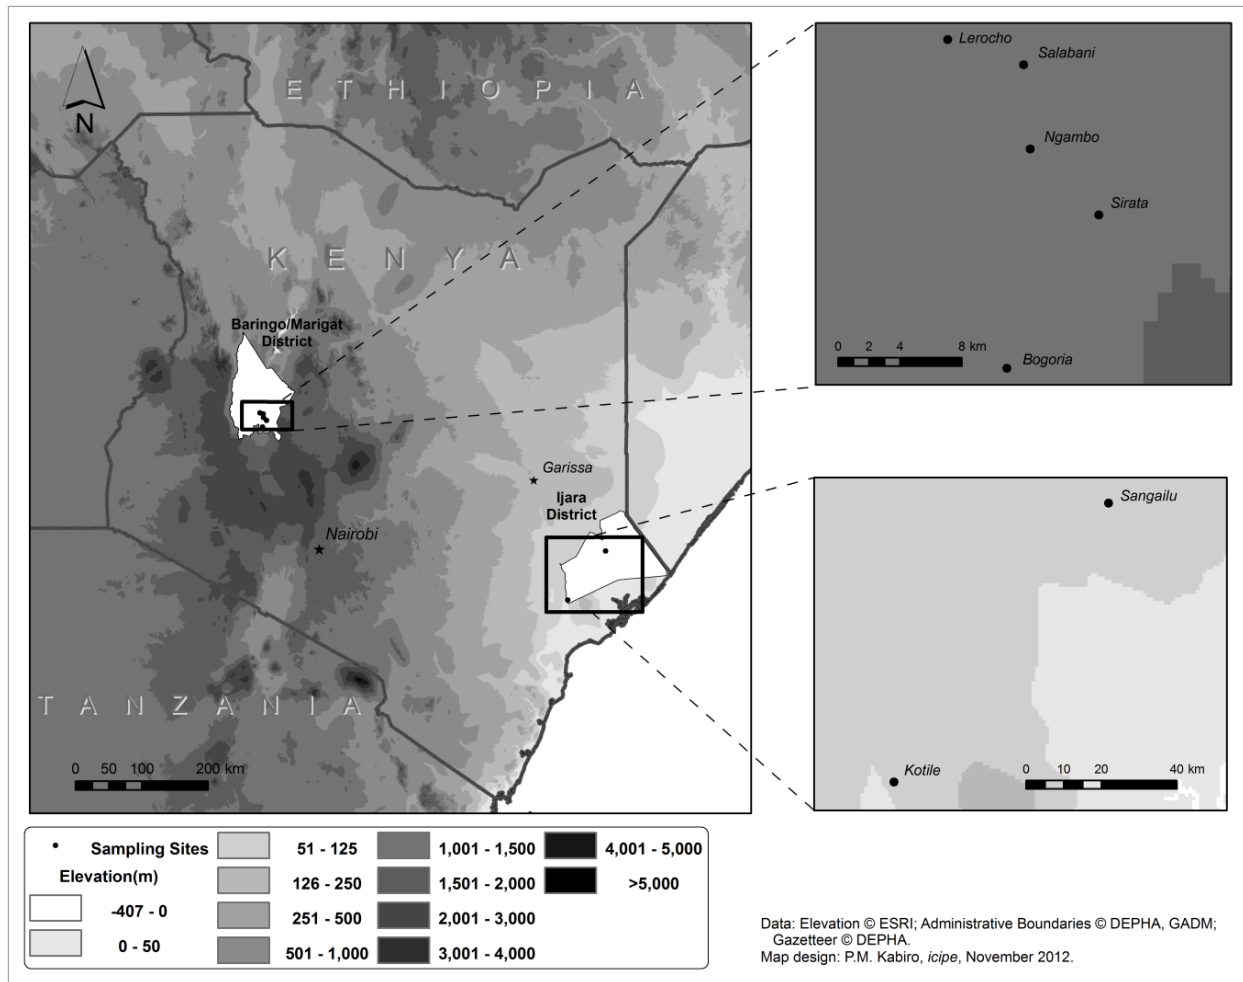 E T H I O P I A
N
K E N Y A
Baringo/Marigat
District
Garissa
Ijara
District
Nairobi
T A N Z A N I A
0 50 100 200 km
Lerocho
Salabani
Ngambo
Sirata
0 2 4 8 km
Bogoria
Sangailu
Kotile
0 10 20 40 km
Sampling Sites
Elevation(m)
-407 - 0
0 - 50
51 - 125
126 - 250
251 - 500
501 - 1,000
1,001 - 1,500
1,501 - 2,000
2,001 - 3,000
3,001 - 4,000
4,001 - 5,000
>5,000
Data: Elevation © ESRI; Administrative Boundaries © DEPHA, GADM;
Gazetteer © DEPHA.
Map design: P.M. Kabiro, icipe, November 2012.